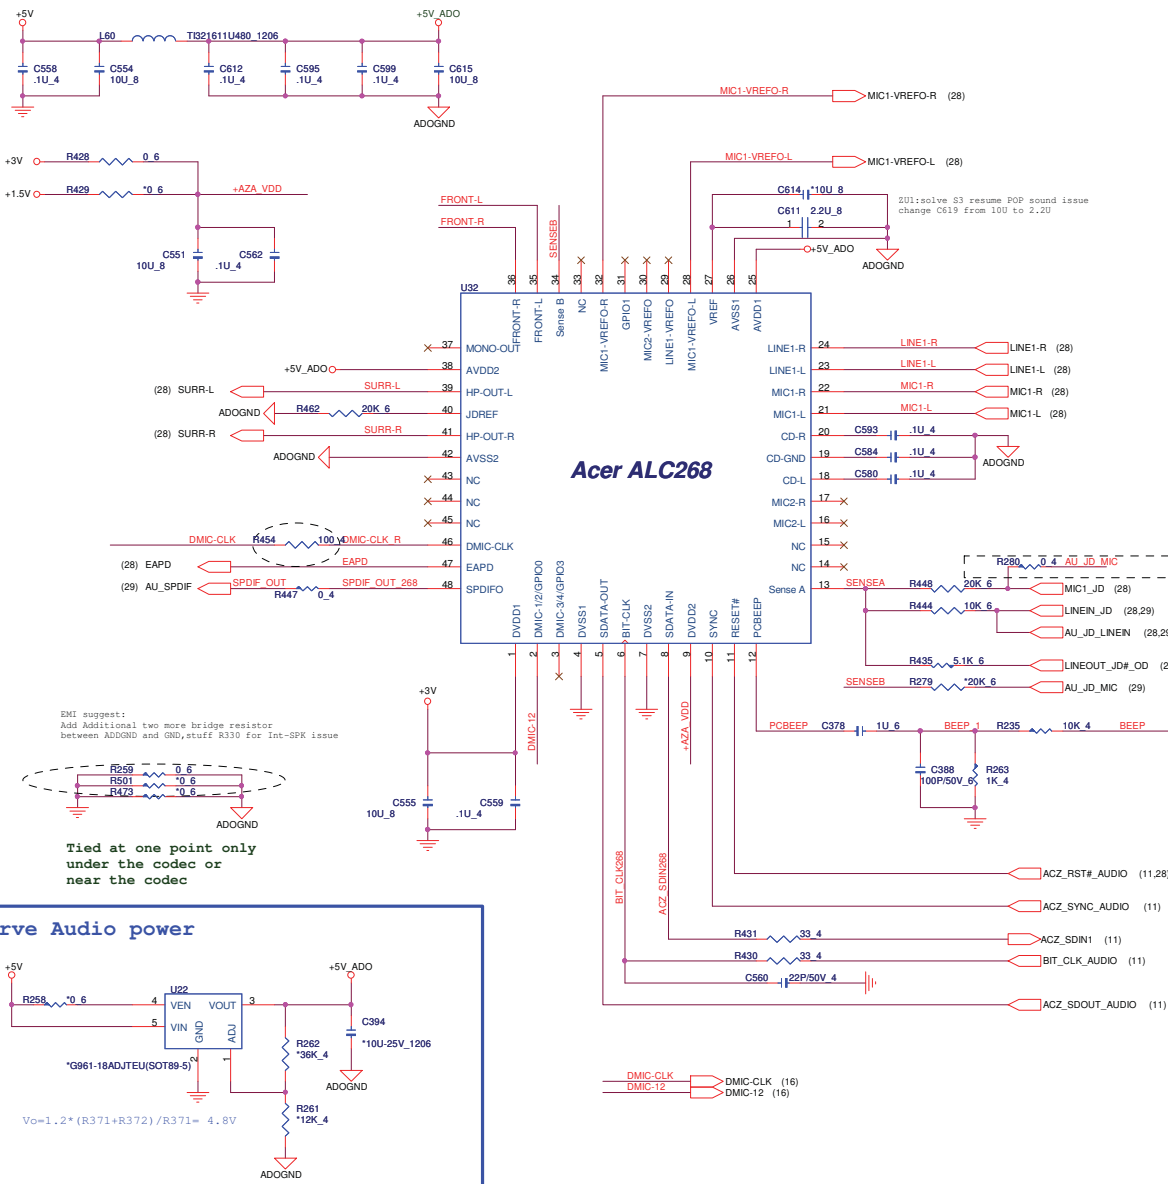 +5V
+5V_ADO
L60
TI321611U480_1206
C558
.1U_4
C554
10U_8
C612
.1U_4
C595
.1U_4
C599
.1U_4
C615
10U_8
ADOGND
MIC1-VREFO-R
MIC1-VREFO-R (28)
+3V
R428
0_6
MIC1-VREFO-L
MIC1-VREFO-L (28)
+1.5V
R429
*0_6
+AZA_VDD
C614
*10U_8
ZU1:solve S3 resume POP sound issue
change C619 from 10U to 2.2U
FRONT-L
FRONT-R
SENSEB
C611
2.2U_8
1
2
+5V_ADO
ADOGND
C551
10U_8
C562
.1U_4
36
35
34
33
32
31
30
29
28
27
26
25
U32
FRONT-R
FRONT-L
Sense B
NC
MIC1-VREFO-R
GPIO1
MIC2-VREFO
LINE1-VREFO
MIC1-VREFO-L
VREF
AVSS1
AVDD1
37
MONO-OUT
+5V_ADO
38
AVDD2
(28) SURR-L
SURR-L
39
HP-OUT-L
ADOGND
R462
20K_6
40
JDREF
(28) SURR-R
SURR-R
41
HP-OUT-R
ADOGND
42
AVSS2
43
NC
44
NC
45
NC
DMIC-CLK
R454
100_4
DMIC-CLK_R
46
DMIC-CLK
(28) EAPD
EAPD
47
EAPD
(29) AU_SPDIF
SPDIF_OUT
R447
0_4
SPDIF_OUT_268
48
SPDIFO
Acer ALC268
LINE1-R
24
LINE1-R
LINE1-R (28)
LINE1-L
23
LINE1-L
LINE1-L (28)
MIC1-R
22
MIC1-R
MIC1-R (28)
MIC1-L
21
MIC1-L
MIC1-L (28)
CD-R
20
C593
.1U_4
CD-GND
19
C584
.1U_4
ADOGND
CD-L
18
C580
.1U_4
MIC2-R
17
MIC2-L
16
NC
15
NC
14
Sense A
13
SENSEA
R280
0_4
AU_JD_MIC
R448
20K_6
MIC1_JD (28)
R444
10K_6
LINEIN_JD (28,29)
AU_JD_LINEIN (28,29
R435
5.1K_6
LINEOUT_JD#_OD (2
SENSEB
R279
*20K_6
AU_JD_MIC (29)
DVDD1
DMIC-1/2/GPIO0
DMIC-3/4/GPIO3
DVSS1
SDATA-OUT
BIT-CLK
DVSS2
SDATA-IN
DVDD2
SYNC
RESET#
PCBEEP
1
2
3
4
5
6
7
8
9
10
11
12
+3V
DMIC-12
+AZA_VDD
PCBEEP
C378
1U_6
BEEP_1
R235
10K_4
BEEP
C388
100P/50V_6
R263
1K_4
EMI suggest:
Add Additional two more bridge resistor
between ADDGND and GND,stuff R330 for Int-SPK issue
R259
0_6
R501
*0_6
R473
*0_6
ADOGND
C555
10U_8
C559
.1U_4
Tied at one point only
under the codec or
near the codec
BIT_CLK268
ACZ_SDIN268
ACZ_RST#_AUDIO (11,28)
ACZ_SYNC_AUDIO (11)
R431
33_4
ACZ_SDIN1 (11)
R430
33_4
BIT_CLK_AUDIO (11)
C560
22P/50V_4
ACZ_SDOUT_AUDIO (11)
rve Audio power
+5V
+5V_ADO
U22
R258
*0_6
4
VEN
VOUT
3
5
VIN
GND
ADJ
2
1
*G961-18ADJTEU(SOT89-5)
C394
*10U-25V_1206
R262
*36K_4
ADOGND
R261
*12K_4
Vo=1.2*(R371+R372)/R371= 4.8V
ADOGND
DMIC-CLK
DMIC-CLK (16)
DMIC-12
DMIC-12 (16)